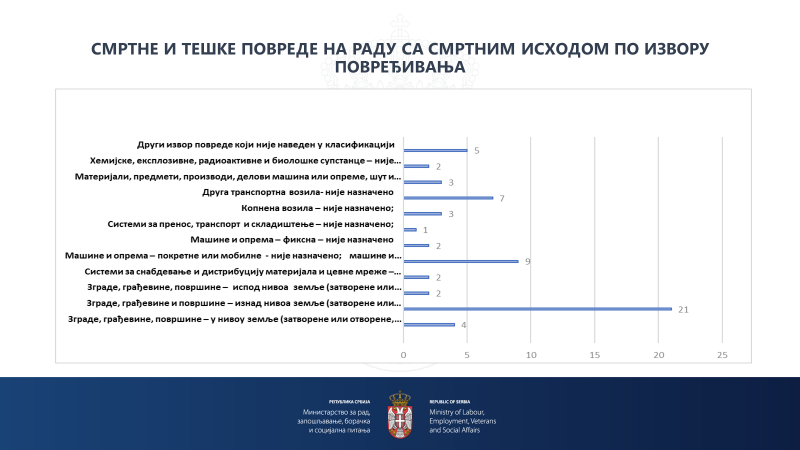 СМРТНЕ И ТЕШКЕ ПОВРЕДЕ НА РАДУ СА СМРТНИМ ИСХОДОМ ПО ИЗВОРУ
ПОВРЕЂИВАЊА
Други извор повреде који није наведен у класификацији 5
Хемијске, експлозивне, радиоактивне и биолошке супстанце – није... 2
Материјали, предмети, производи, делови машина или опреме, шут и... 3
Друга транспортна возила- није назначено 7
Копнена возила – није назначено; 3
Системи за пренос, транспорт и складиштење – није назначено; 1
Машине и опрема – фиксна – није назначено 2
Машине и опрема – покретне или мобилне - није назначено; машине и... 9
Системи за снабдевање и дистрибуцију материјала и цевне мреже –... 2
Зграде, грађевине, површине – испод нивоа земље (затворене или... 2
Зграде, грађевине и површине – изнад нивоа земље (затворене или... 21
Зграде, грађевине, површине – у нивоу земље (затворене или отворене,... 4
0 5 10 15 20 25
РЕПУБЛИКА СРБИЈА
Министарство за рад,
запошљавање, борачка
и социјална питања
REPUBLIC OF SERBIA
Ministry of Labour,
Employment, Veterans
and Social Affairs